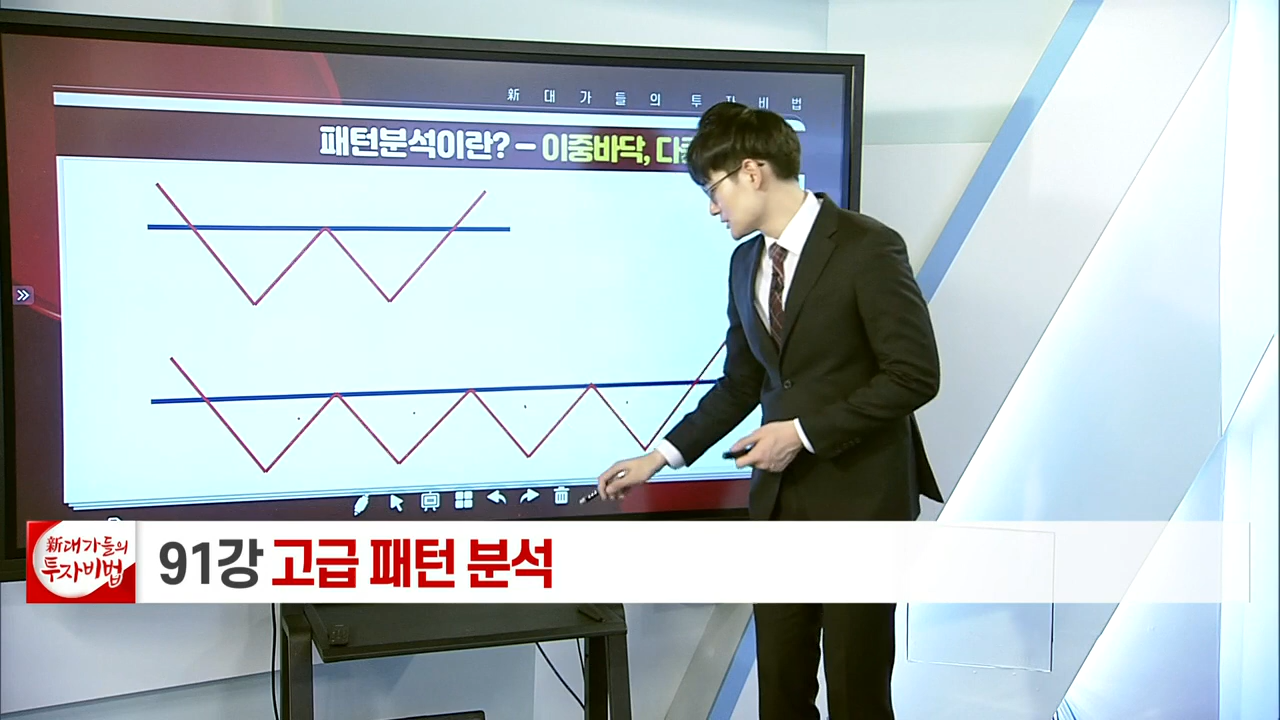 新 대 가 들 의 투 자 비 법
패턴분석이란? - 이중바닥, 다
新대가들의
투자비법
91강 고급 패턴 분석